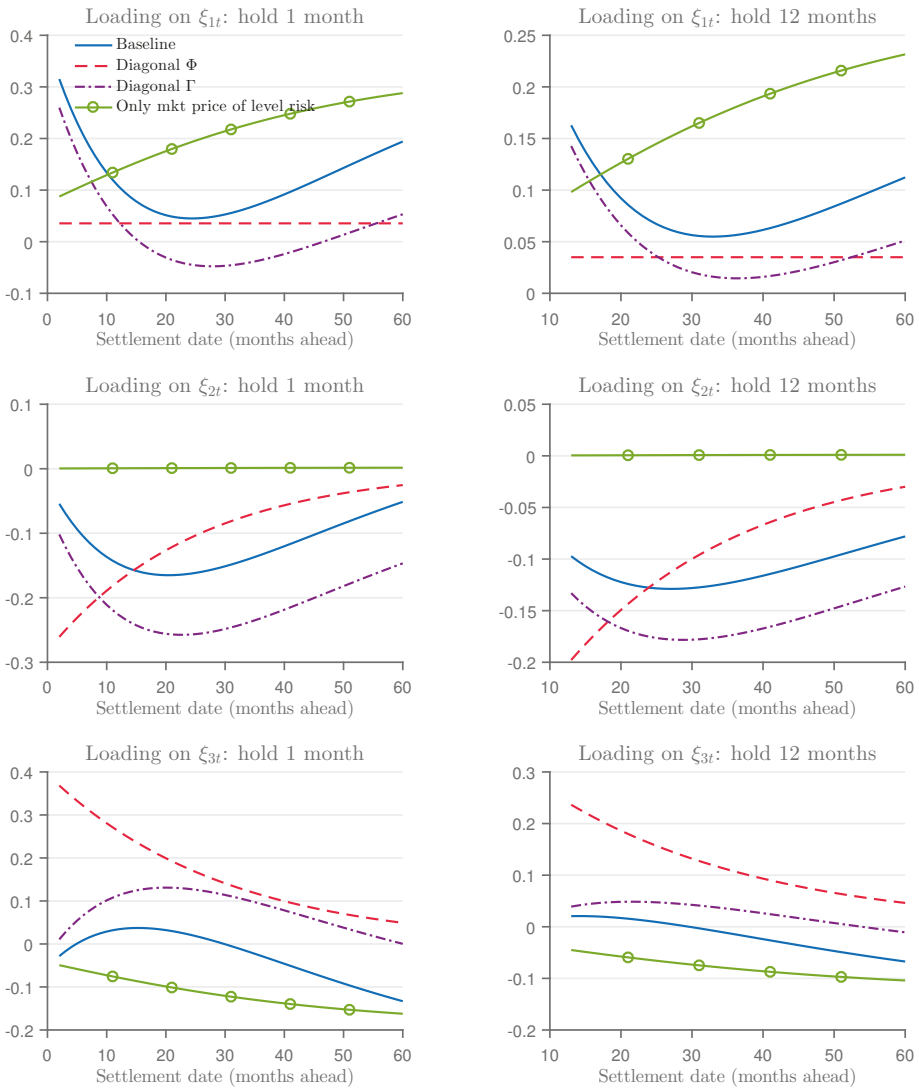 Loading on ξ1t: hold 1 month
0.4
0.3
0.2
0.1
0
-0.1
Baseline
Diagonal Φ
Diagonal Γ
Only mkt price of level risk
0 10 20 30 40 50 60
Settlement date (months ahead)
Loading on ξ1t: hold 12 months
0.25
0.2
0.15
0.1
0.05
0
10 20 30 40 50 60
Settlement date (months ahead)
Loading on ξ2t: hold 1 month
0.1
0
-0.1
-0.2
-0.3
0 10 20 30 40 50 60
Settlement date (months ahead)
Loading on ξ2t: hold 12 months
0.05
0
-0.05
-0.1
-0.15
-0.2
10 20 30 40 50 60
Settlement date (months ahead)
Loading on ξ3t: hold 1 month
0.4
0.3
0.2
0.1
0
-0.1
-0.2
0 10 20 30 40 50 60
Settlement date (months ahead)
Loading on ξ3t: hold 12 months
0.3
0.2
0.1
0
-0.1
-0.2
10 20 30 40 50 60
Settlement date (months ahead)